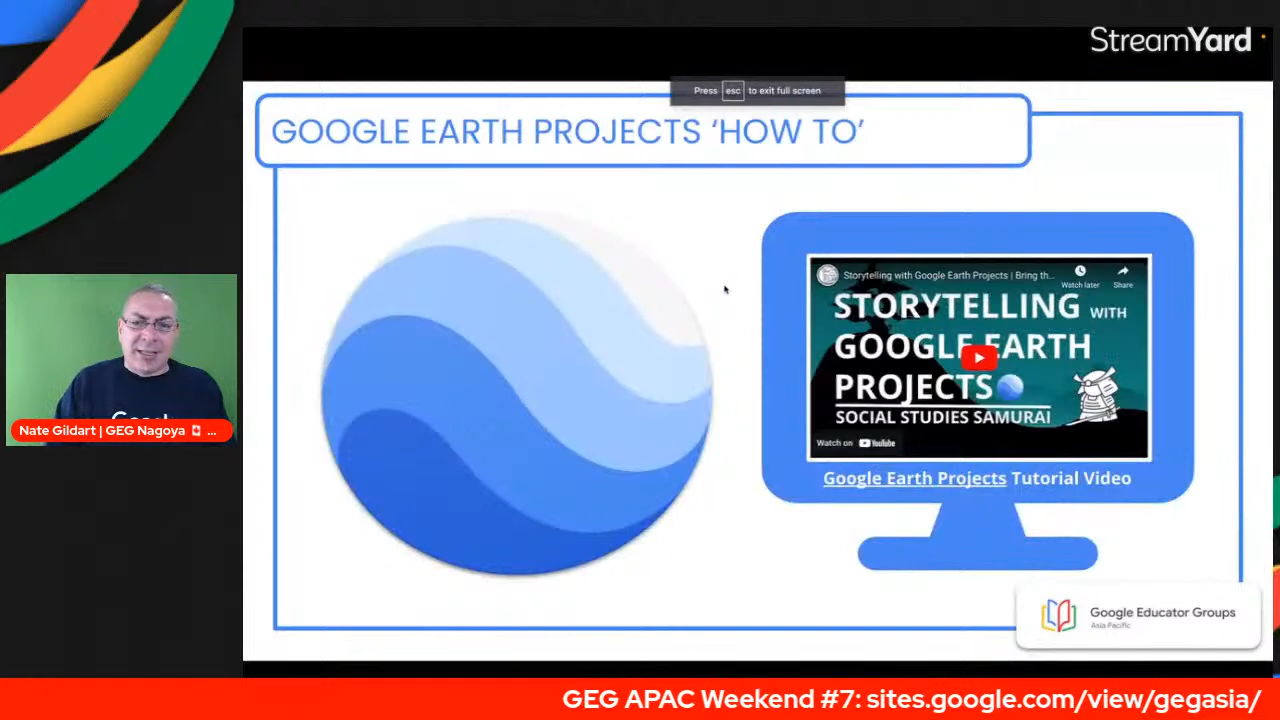 StreamYard
Press esc to exit full screen
GOOGLE EARTH PROJECTS ‘HOW TO’
Storytelling with Google Earth Projects | Bring th...
Watch later
Share
STORYTELLING WITH
GOOGLE EARTH
PROJECTS
SOCIAL STUDIES SAMURAI
Watch on YouTube
Google Earth Projects Tutorial Video
Nate Gildart | GEG Nagoya ...
Google Educator Groups
Asia Pacific
GEG APAC Weekend #7: sites.google.com/view/gegasia/